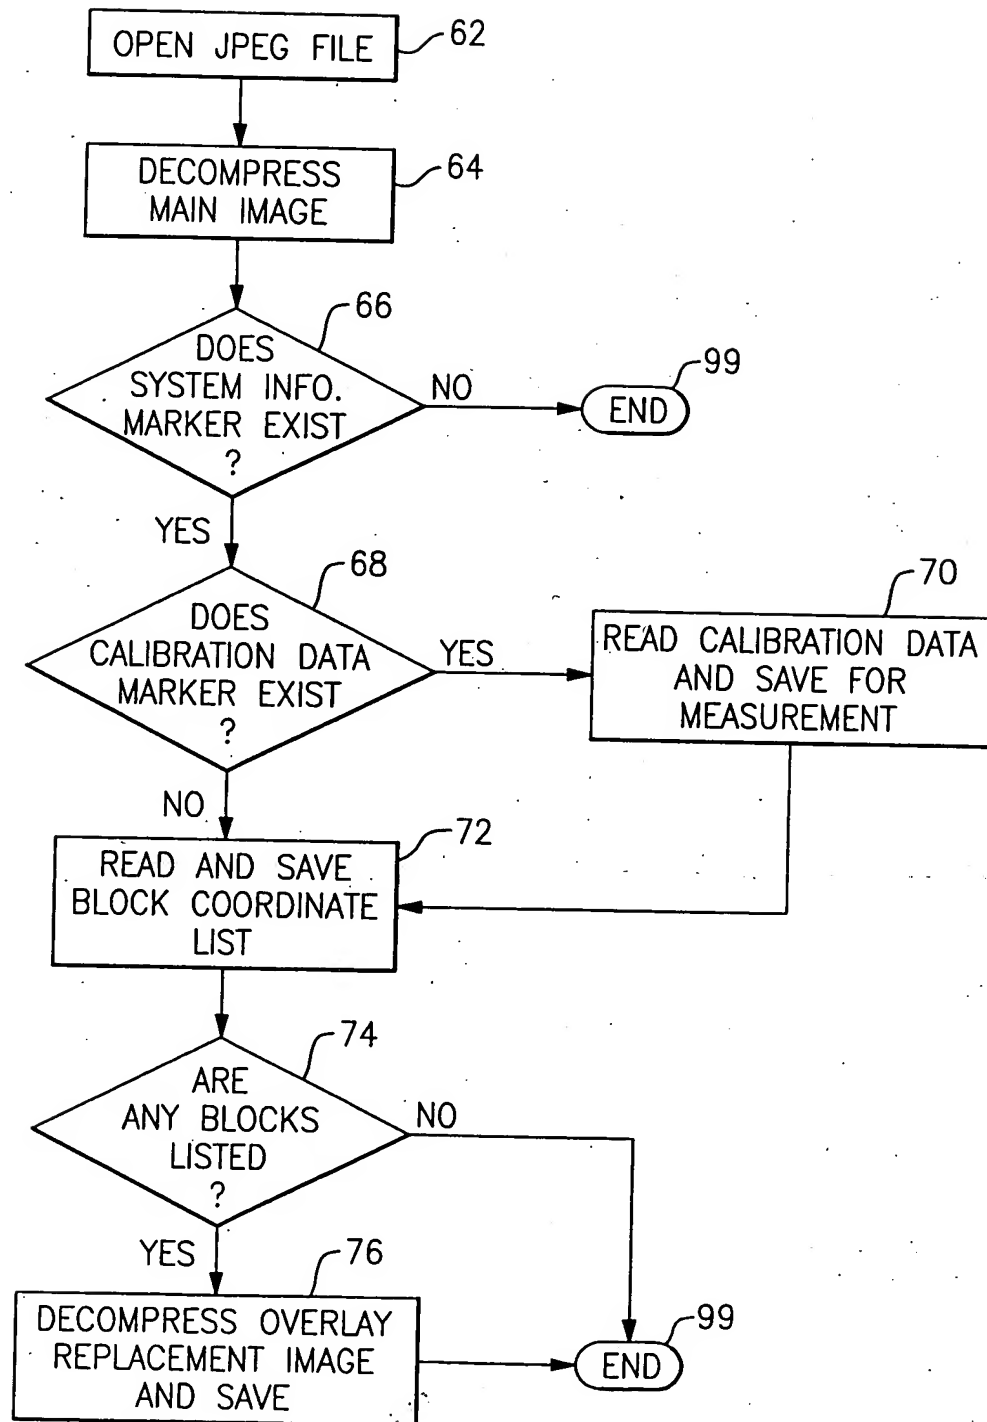 OPEN JPEG FILE
62
DECOMPRESS
MAIN IMAGE
64
66
DOES
SYSTEM INFO.
MARKER EXIST
?
NO
99
END
YES
68
DOES
CALIBRATION DATA
MARKER EXIST
?
YES
70
READ CALIBRATION DATA
AND SAVE FOR
MEASUREMENT
NO
72
READ AND SAVE
BLOCK COORDINATE
LIST
74
ARE
ANY BLOCKS
LISTED
?
NO
YES
76
DECOMPRESS OVERLAY
REPLACEMENT IMAGE
AND SAVE
99
END